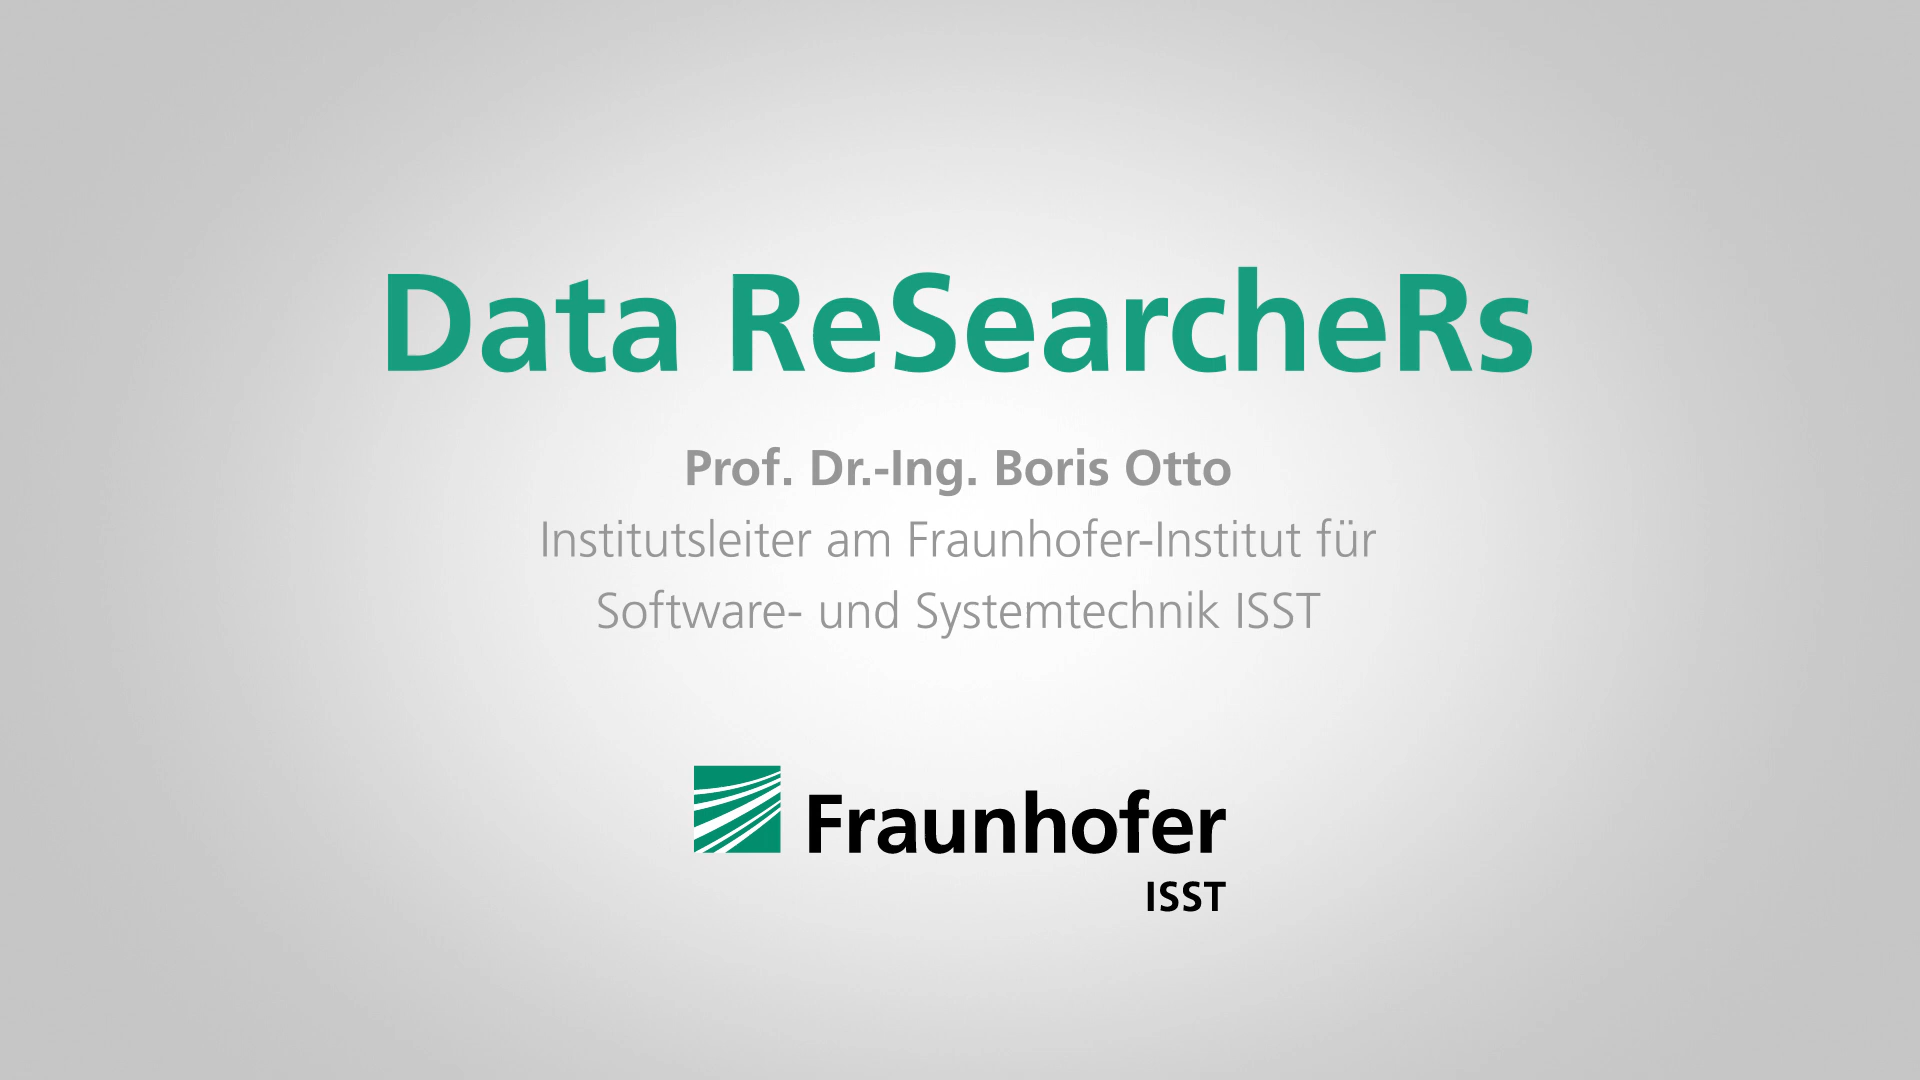 Data ReSearcheRs
Prof. Dr.-Ing. Boris Otto
Institutsleiter am Fraunhofer-Institut für
Software- und Systemtechnik ISST
Fraunhofer
ISST